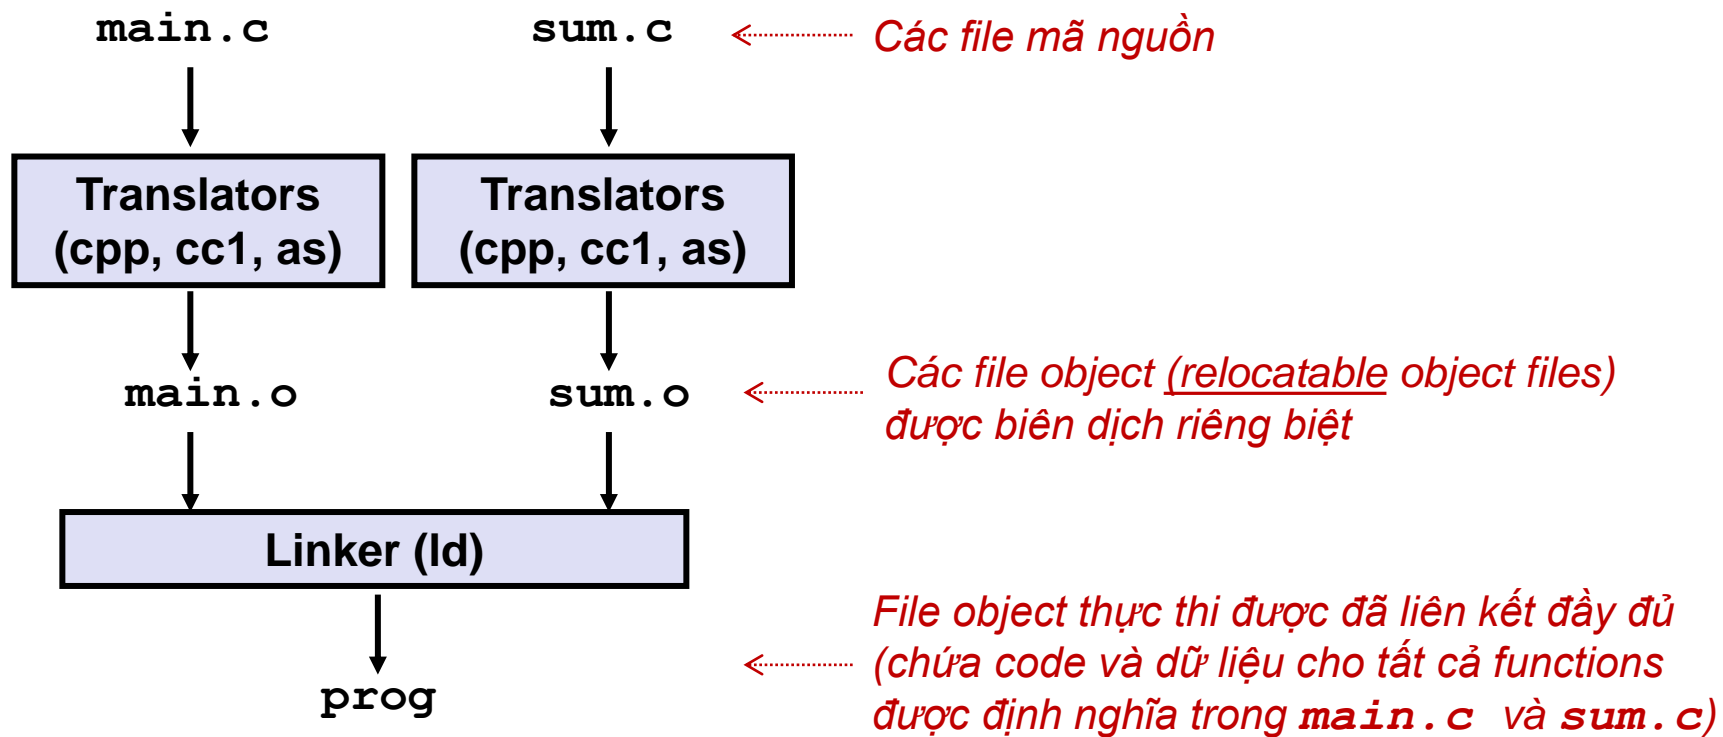 main.c
sum.c
Các file mã nguồn
Translators
(cpp, cc1, as)
Translators
(cpp, cc1, as)
main.o
sum.o
Các file object (relocatable object files)
được biên dịch riêng biệt
Linker (ld)
File object thực thi được đã liên kết đầy đủ
(chứa code và dữ liệu cho tất cả functions
được định nghĩa trong main.c và sum.c)
prog